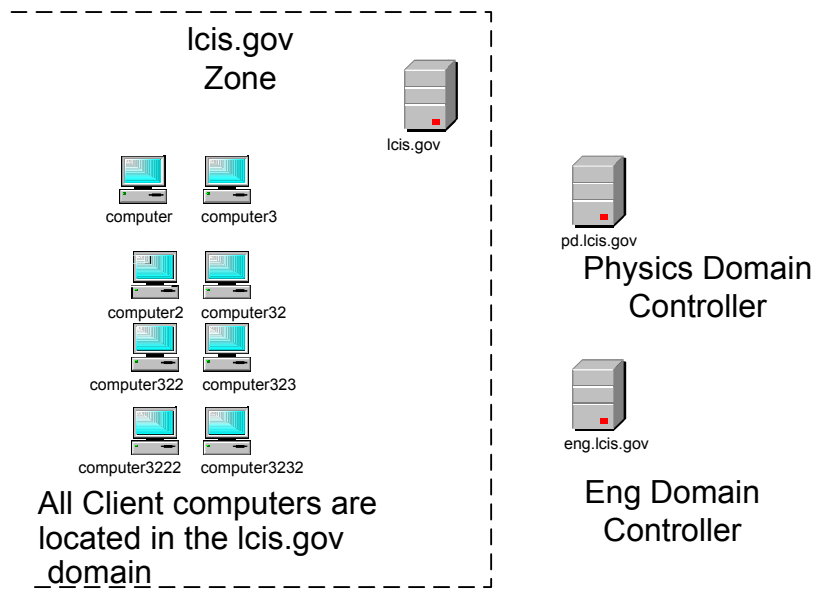 lcis.gov
Zone
lcis.gov
computer computer3
computer2 computer32
computer322 computer323
computer3222 computer3232
All Client computers are
located in the lcis.gov
domain
pd.lcis.gov
Physics Domain
Controller
eng.lcis.gov
Eng Domain
Controller